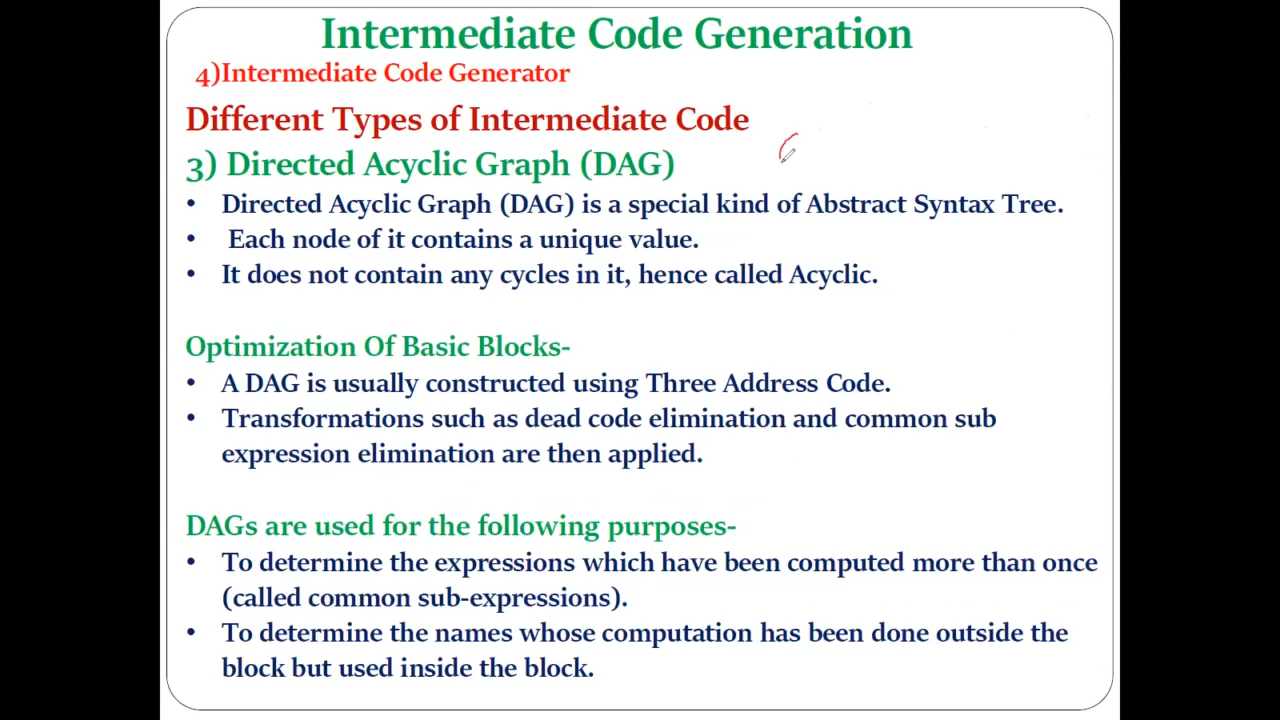 Intermediate Code Generation
4)Intermediate Code Generator
Different Types of Intermediate Code
3) Directed Acyclic Graph (DAG)
• Directed Acyclic Graph (DAG) is a special kind of Abstract Syntax Tree.
• Each node of it contains a unique value.
• It does not contain any cycles in it, hence called Acyclic.
Optimization Of Basic Blocks-
• A DAG is usually constructed using Three Address Code.
• Transformations such as dead code elimination and common sub
expression elimination are then applied.
DAGs are used for the following purposes-
• To determine the expressions which have been computed more than once
(called common sub-expressions).
• To determine the names whose computation has been done outside the
block but used inside the block.